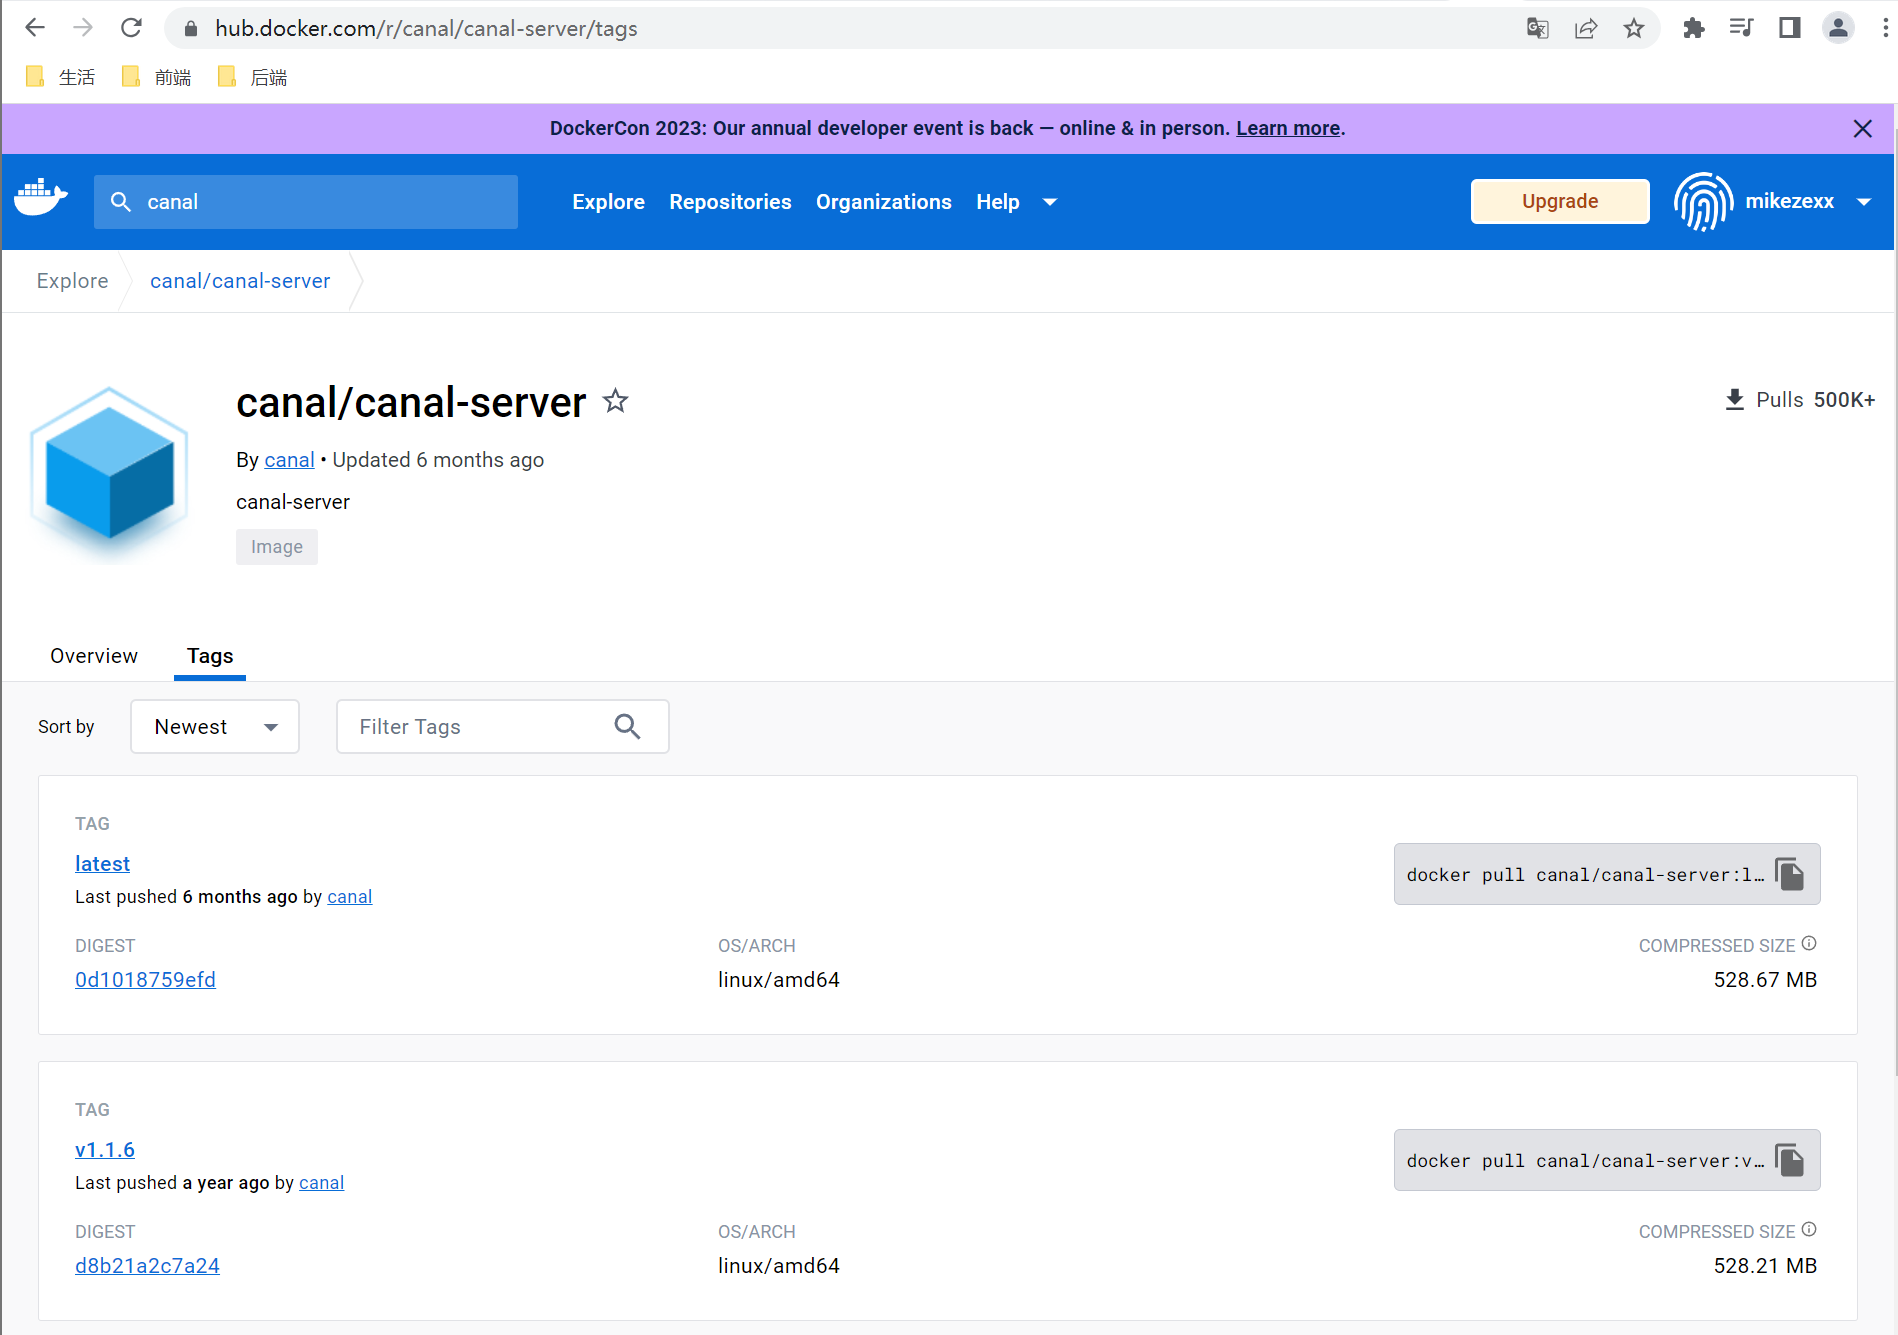 hub.docker.com/r/canal/canal-server/tags
生活 前端 后端
DockerCon 2023: Our annual developer event is back — online & in person. Learn more.
canal Explore Repositories Organizations Help Upgrade mikezexx
Explore canal/canal-server
canal/canal-server Pulls 500K+
By canal • Updated 6 months ago
canal-server
Image
Overview Tags
Sort by Newest Filter Tags
TAG
latest
docker pull canal/canal-server:l…
Last pushed 6 months ago by canal
DIGEST OS/ARCH COMPRESSED SIZE
0d1018759efd linux/amd64 528.67 MB
TAG
v1.1.6
docker pull canal/canal-server:v…
Last pushed a year ago by canal
DIGEST OS/ARCH COMPRESSED SIZE
d8b21a2c7a24 linux/amd64 528.21 MB